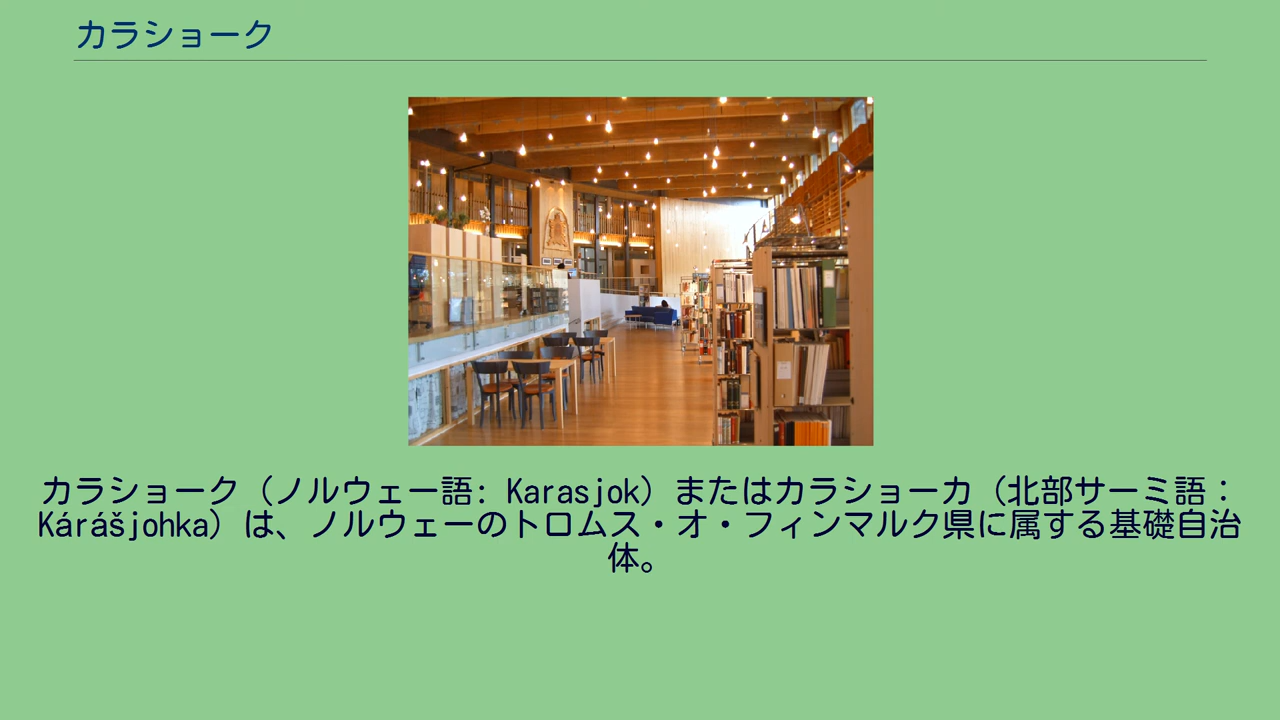 カラショーク
カラショーク（ノルウェー語: Karasjok）またはカラショーカ（北部サーミ語：
Kárášjohka）は、ノルウェーのトロムス・オ・フィンマルク県に属する基礎自治
体。